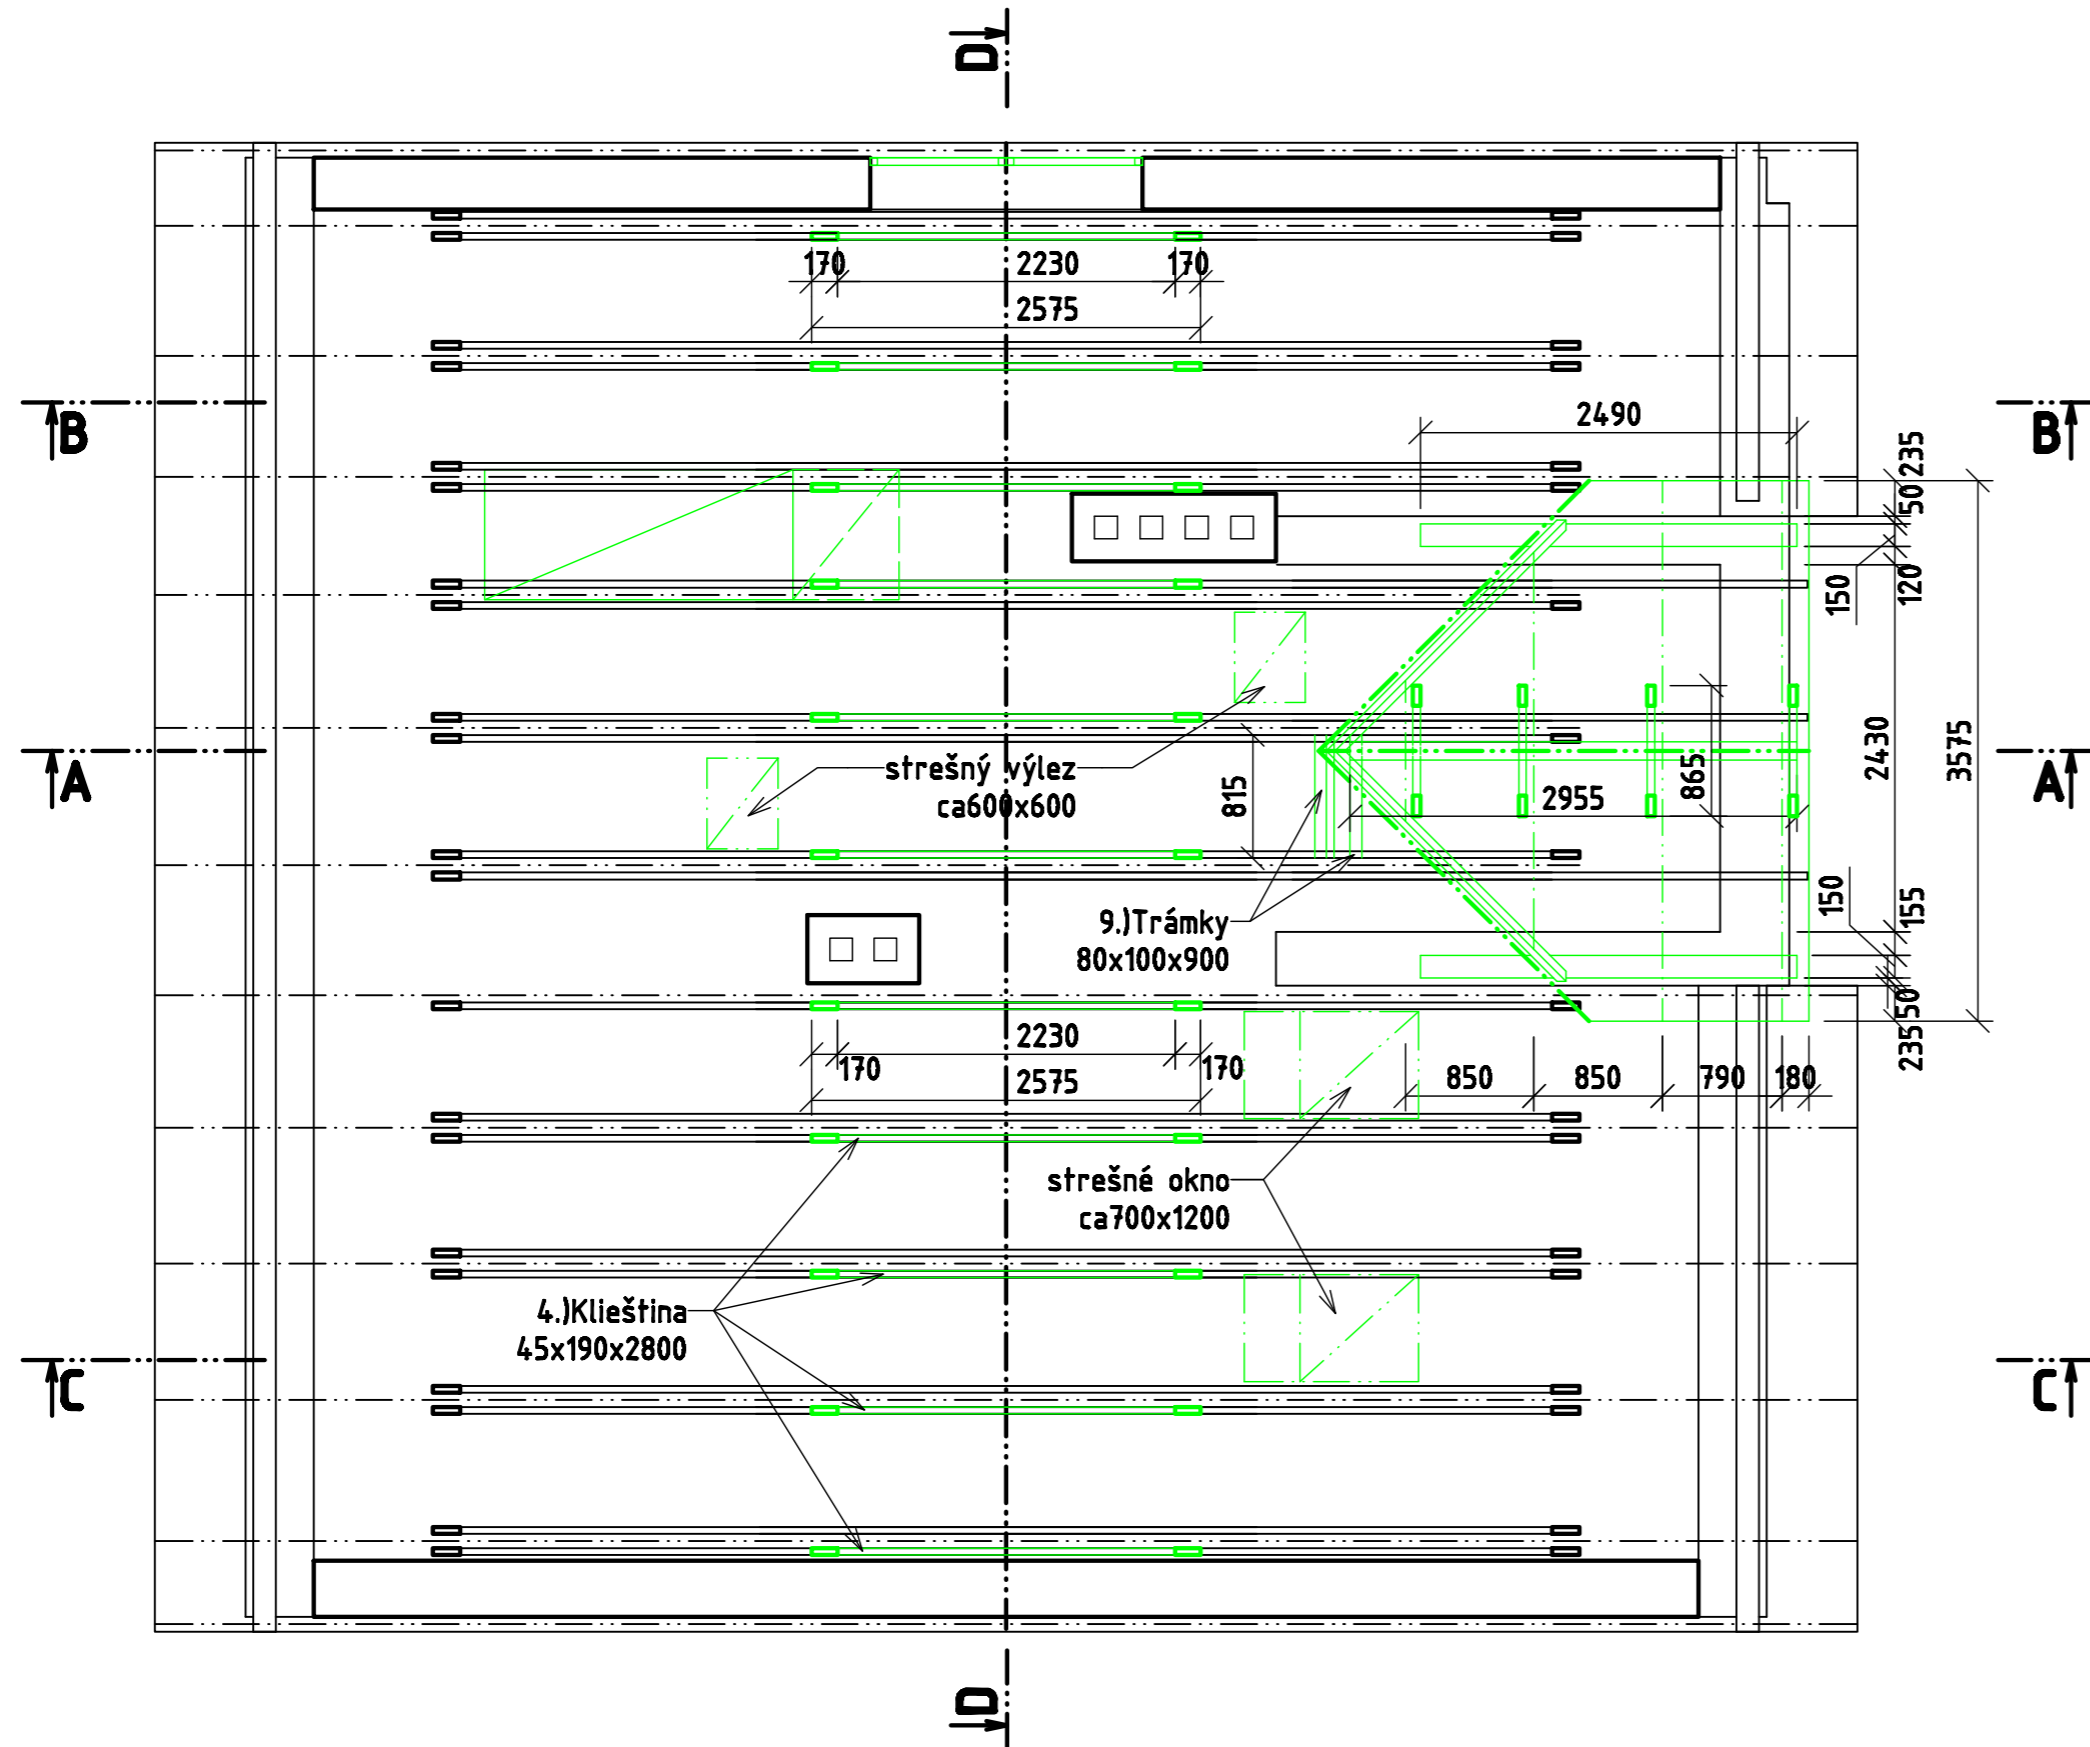 D
170 2230 170
2575
B
B
2490
235
50
150
120
strešný výlez
ca600x600
A
A
815
865
2955
2430
3575
9.)Trámky
80x100x900
150
155
2230
170 170
2575
50
235
850 850 790 180
strešné okno
ca700x1200
4.)Klieština
45x190x2800
C
C
D